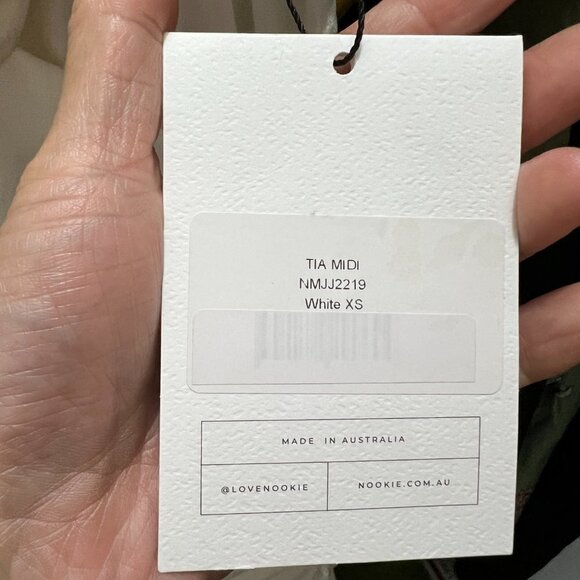 TIA MIDI
NMJJ2219
White XS
MADE IN AUSTRALIA
@LOVENOOKIE
NOOKIE.COM.AU